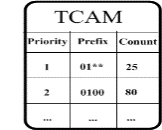 TCAM
Priority Prefix Conunt
1 01** 25
2 0100 80
... ... ...